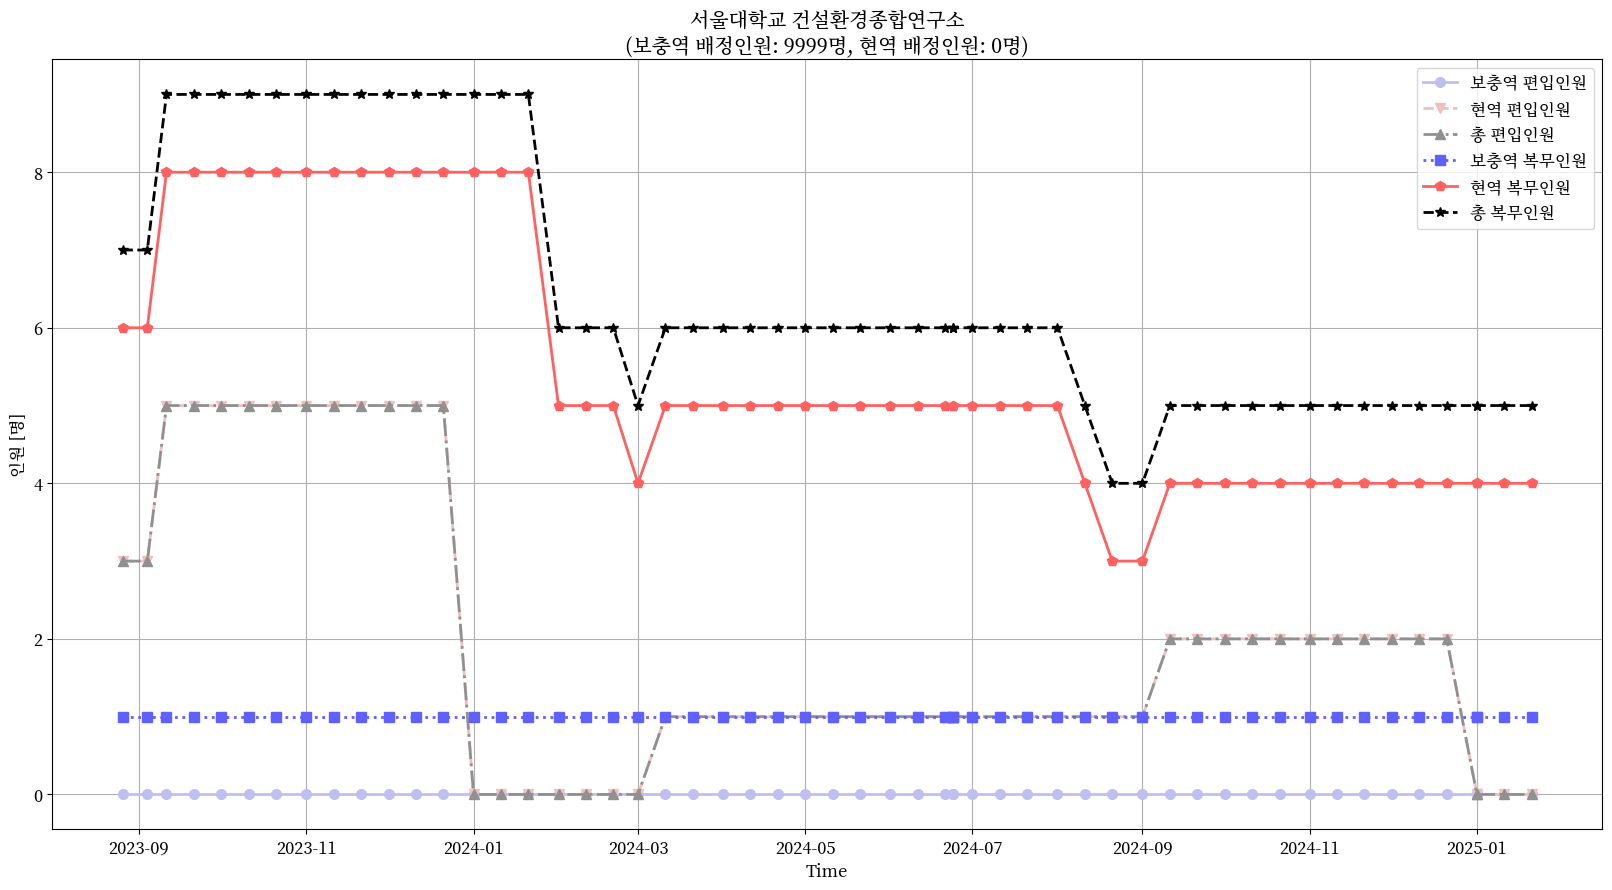 서울대학교 건설환경종합연구소
(보충역 배정인원: 9999명, 현역 배정인원: 0명)
보충역 편입인원
현역 편입인원
총 편입인원
보충역 복무인원
현역 복무인원
총 복무인원
인원 [명]
8
6
4
2
0
2023-09
2023-11
2024-01
2024-03
2024-05
2024-07
2024-09
2024-11
2025-01
Time